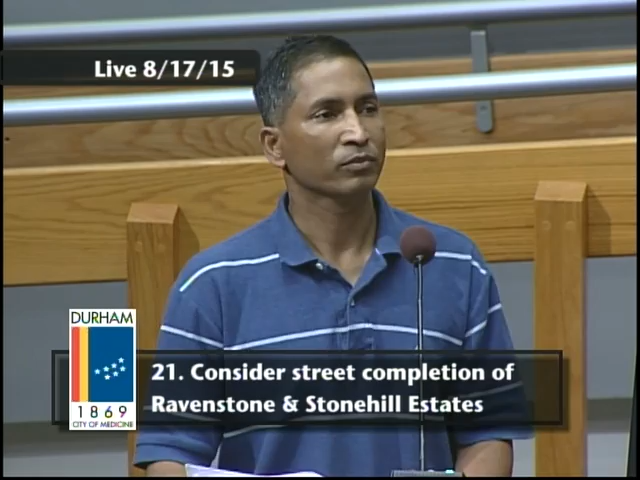 Live 8/17/15
DURHAM
1869
CITY OF MEDICINE
21. Consider street completion of
Ravenstone & Stonehill Estates